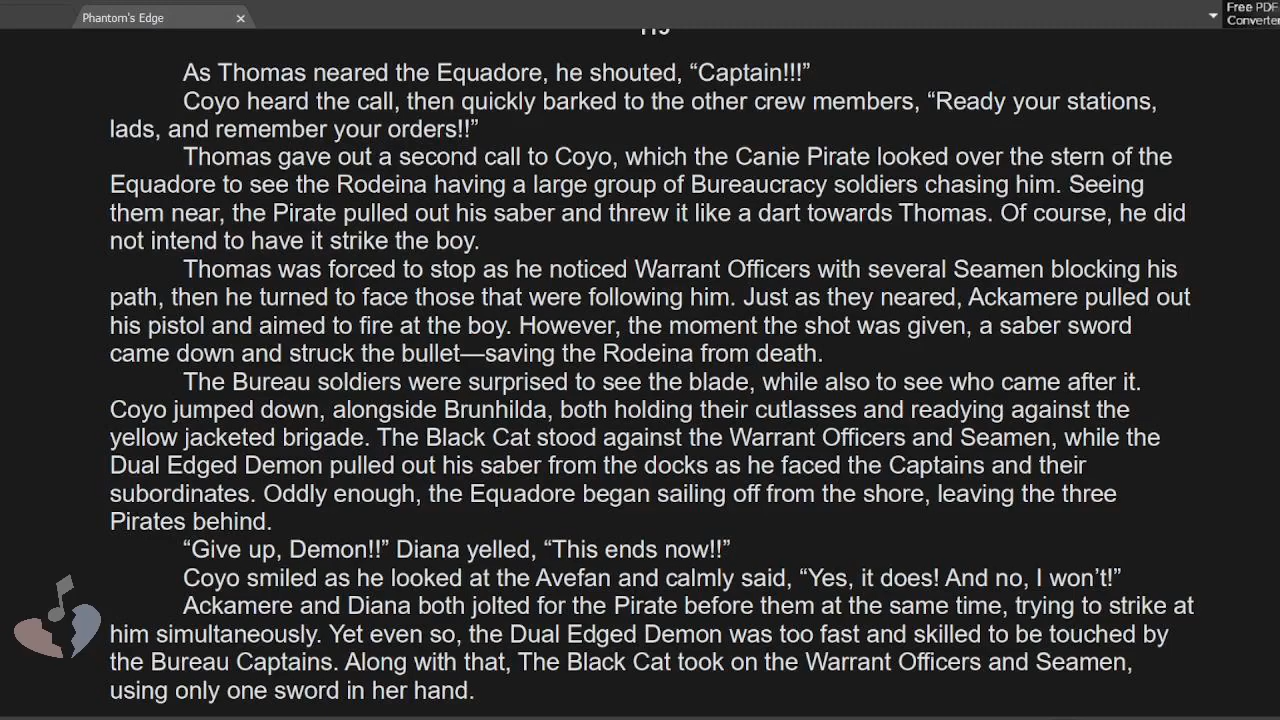 Phantom's Edge
Free PDF
Converter
119
As Thomas neared the Equadore, he shouted, “Captain!!!”
Coyo heard the call, then quickly barked to the other crew members, “Ready your stations,
lads, and remember your orders!!”
Thomas gave out a second call to Coyo, which the Canie Pirate looked over the stern of the
Equadore to see the Rodeina having a large group of Bureaucracy soldiers chasing him. Seeing
them near, the Pirate pulled out his saber and threw it like a dart towards Thomas. Of course, he did
not intend to have it strike the boy.
Thomas was forced to stop as he noticed Warrant Officers with several Seamen blocking his
path, then he turned to face those that were following him. Just as they neared, Ackamere pulled out
his pistol and aimed to fire at the boy. However, the moment the shot was given, a saber sword
came down and struck the bullet—saving the Rodeina from death.
The Bureau soldiers were surprised to see the blade, while also to see who came after it.
Coyo jumped down, alongside Brunhilda, both holding their cutlasses and readying against the
yellow jacketed brigade. The Black Cat stood against the Warrant Officers and Seamen, while the
Dual Edged Demon pulled out his saber from the docks as he faced the Captains and their
subordinates. Oddly enough, the Equadore began sailing off from the shore, leaving the three
Pirates behind.
“Give up, Demon!!” Diana yelled, “This ends now!!”
Coyo smiled as he looked at the Avefan and calmly said, “Yes, it does! And no, I won’t!”
Ackamere and Diana both jolted for the Pirate before them at the same time, trying to strike at
him simultaneously. Yet even so, the Dual Edged Demon was too fast and skilled to be touched by
the Bureau Captains. Along with that, The Black Cat took on the Warrant Officers and Seamen,
using only one sword in her hand.